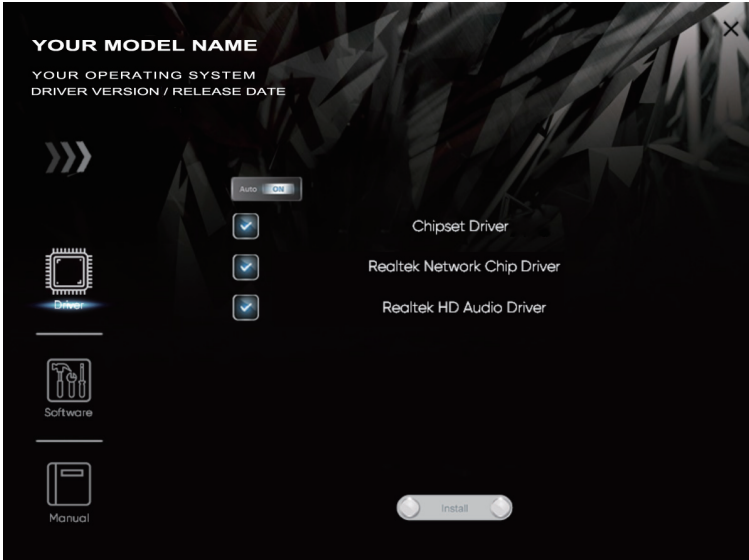 YOUR MODEL NAME
YOUR OPERATING SYSTEM
DRIVER VERSION / RELEASE DATE
Auto ON
Chipset Driver
Realtek Network Chip Driver
Realtek HD Audio Driver
Driver
Software
Manual
Install